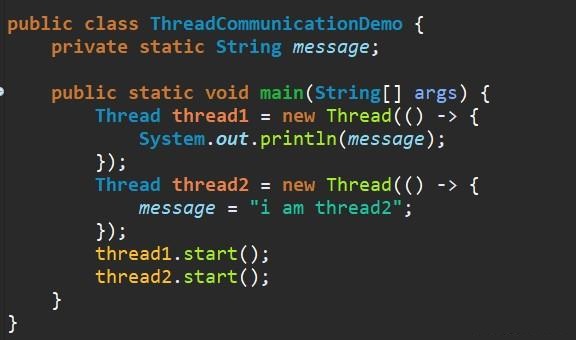 public class ThreadCommunicationDemo {
    private static String message;

    public static void main(String[] args) {
        Thread thread1 = new Thread(() -> {
            System.out.println(message);
        });
        Thread thread2 = new Thread(() -> {
            message = "i am thread2";
        });
        thread1.start();
        thread2.start();
    }
}